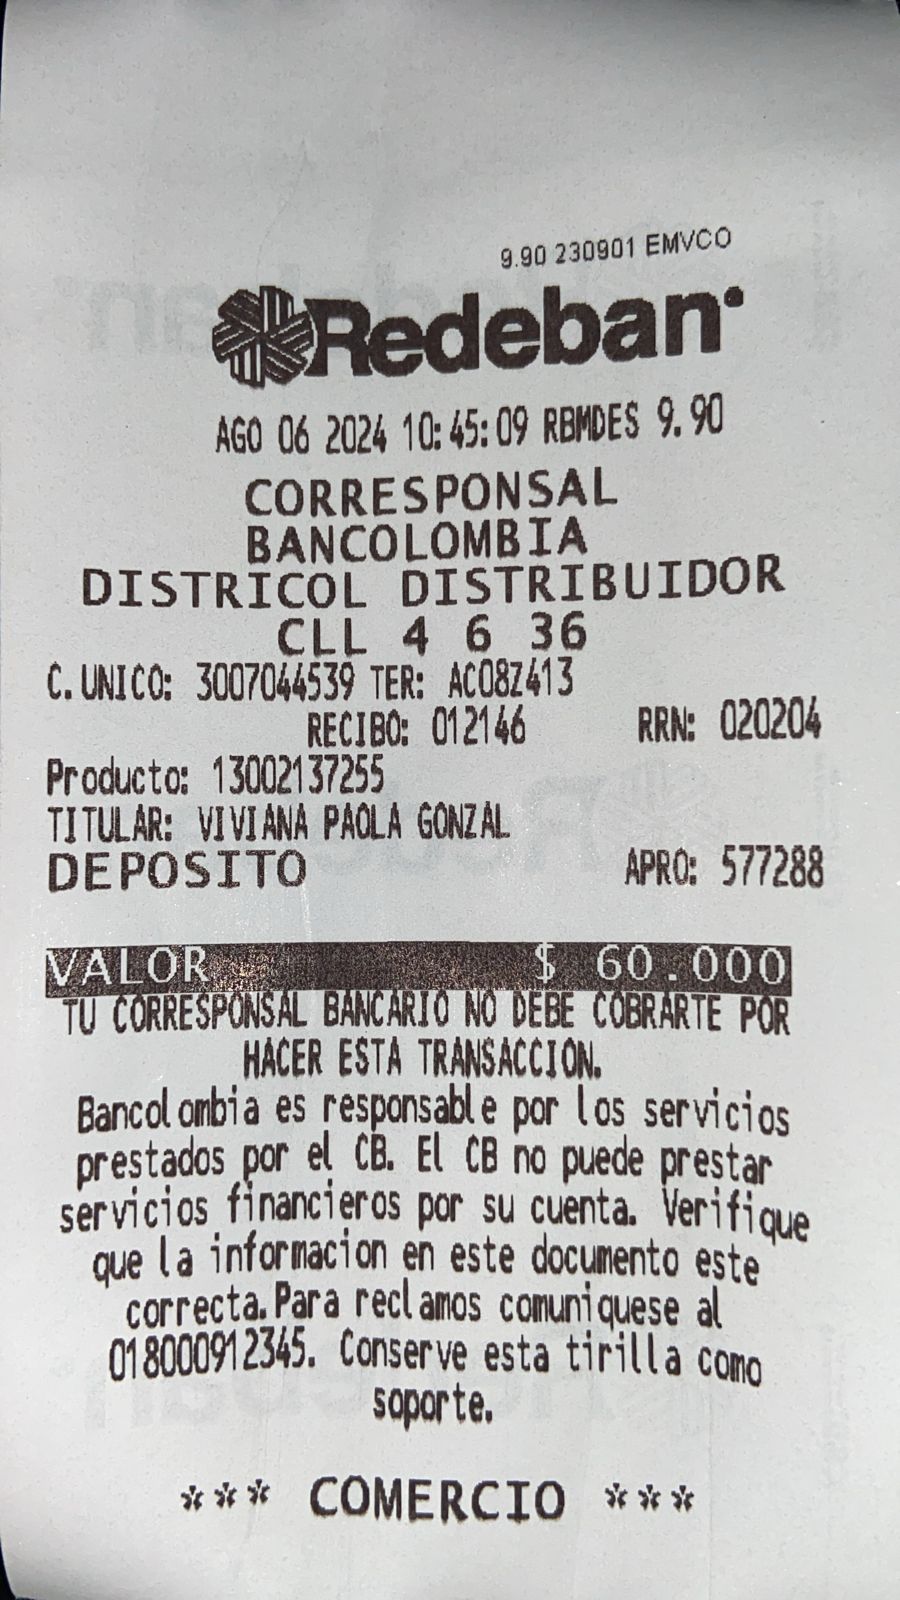 9.90 230901 EMVCO
Redeban
AGO 06 2024 10:45:09 RBMDES 9.90
CORRESPONSAL
BANCOLOMBIA
DISTRICOL DISTRIBUIDOR
CLL 4 6 36
C.UNICO: 3007044539 TER: AC08Z413
RECIBO: 012146 RRN: 020204
Producto: 13002137255
TITULAR: VIVIANA PAOLA GONZAL
DEPOSITO APRO: 577288
VALOR $ 60.000
TU CORRESPONSAL BANCARIO NO DEBE COBRARTE POR
HACER ESTA TRANSACCION.
Bancolombia es responsable por los servicios
prestados por el CB. El CB no puede prestar
servicios financieros por su cuenta. Verifique
que la informacion en este documento este
correcta.Para reclamos comuniquese al
018000912345. Conserve esta tirilla como
soporte.
*** COMERCIO ***